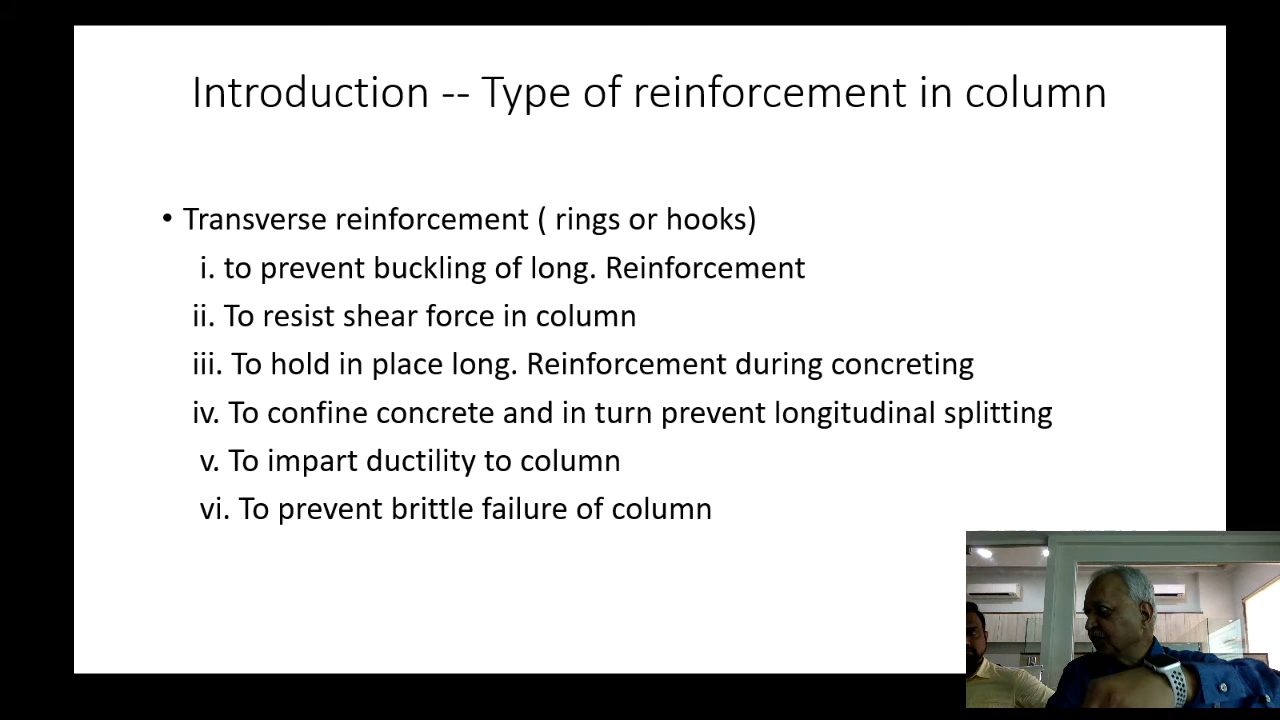 Introduction -- Type of reinforcement in column
• Transverse reinforcement ( rings or hooks)
i. to prevent buckling of long. Reinforcement
ii. To resist shear force in column
iii. To hold in place long. Reinforcement during concreting
iv. To confine concrete and in turn prevent longitudinal splitting
v. To impart ductility to column
vi. To prevent brittle failure of column